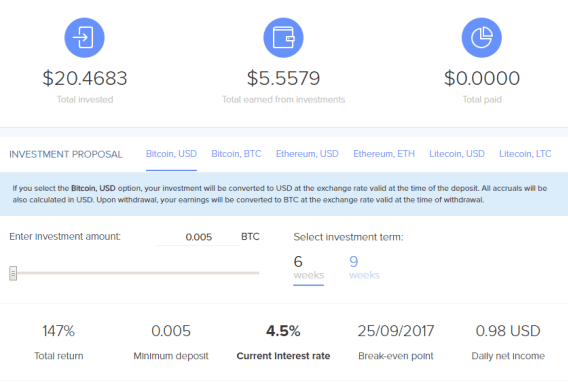 $20.4683 $5.5579 $0.0000
Total invested Total earned from investments Total paid
INVESTMENT PROPOSAL Bitcoin, USD Bitcoin, BTC Ethereum, USD Ethereum, ETH Litecoin, USD Litecoin, LTC
If you select the Bitcoin, USD option, your investment will be converted to USD at the exchange rate valid at the time of the deposit. All accruals will be
also calculated in USD. Upon withdrawal, your earnings will be converted to BTC at the exchange rate valid at the time of withdrawal.
Enter investment amount: 0.005 BTC Select investment term:
6 9
weeks weeks
147% 0.005 4.5% 25/09/2017 0.98 USD
Total return Minimum deposit Current interest rate Break-even point Daily net income